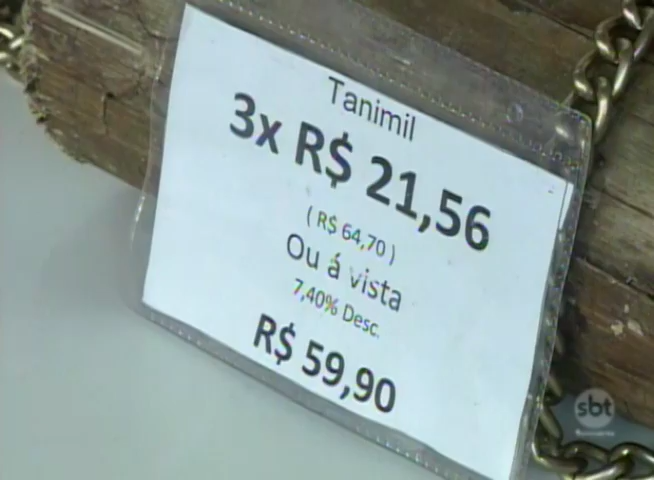 Tanimil
3x R$ 21,56
( R$ 64,70 )
Ou á vista
7,40% Desc.
R$ 59,90
sbt